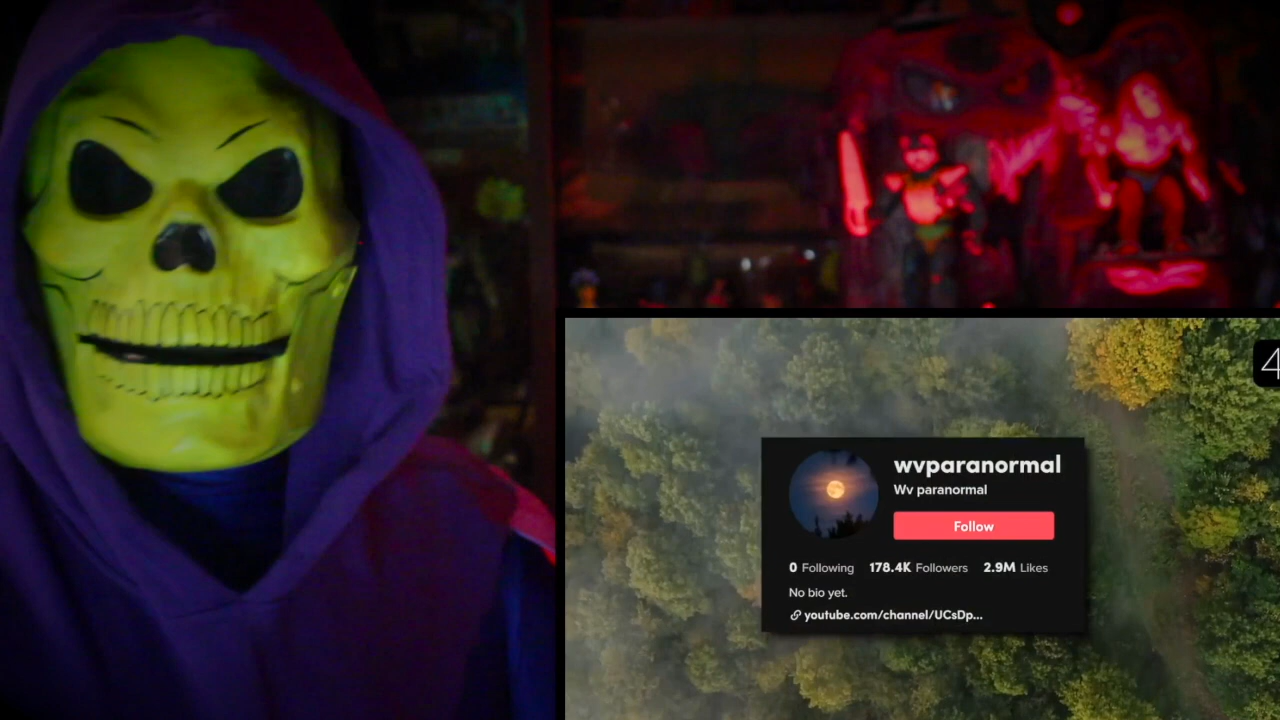 4
wvparanormal
Wv paranormal
Follow
0 Following 178.4K Followers 2.9M Likes
No bio yet.
youtube.com/channel/UCsDp...